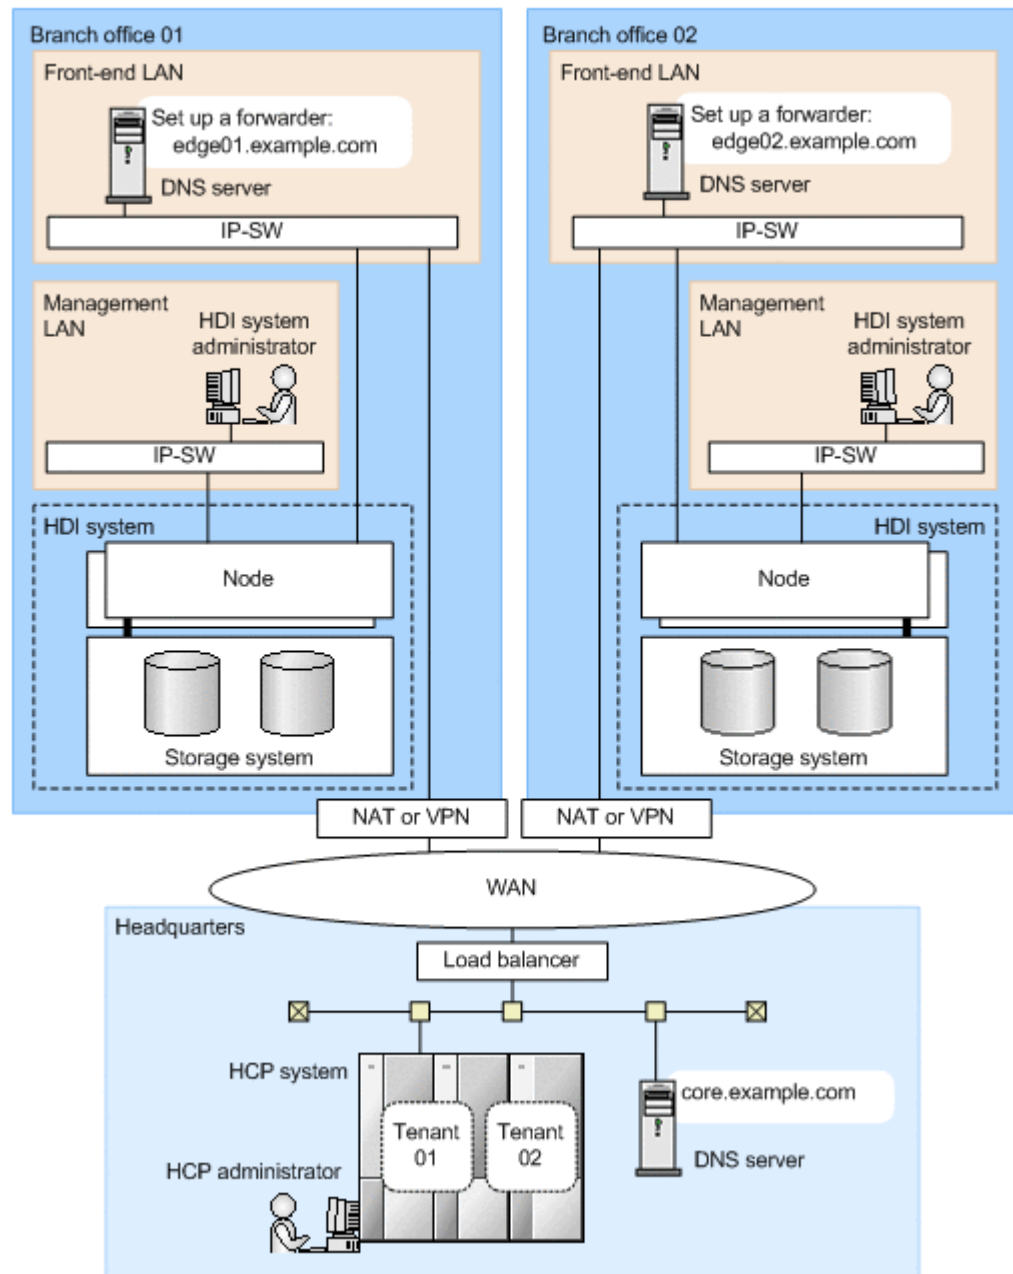 Branch office 01
Front-end LAN
Set up a forwarder:
edge01.example.com
DNS server
IP-SW
Management
LAN
HDI system
administrator
IP-SW
HDI system
Node
Storage system
NAT or VPN
Branch office 02
Front-end LAN
Set up a forwarder:
edge02.example.com
DNS server
IP-SW
Management
LAN
HDI system
administrator
IP-SW
HDI system
Node
Storage system
NAT or VPN
WAN
Headquarters
Load balancer
HCP system
Tenant
01
Tenant
02
HCP administrator
core.example.com
DNS server